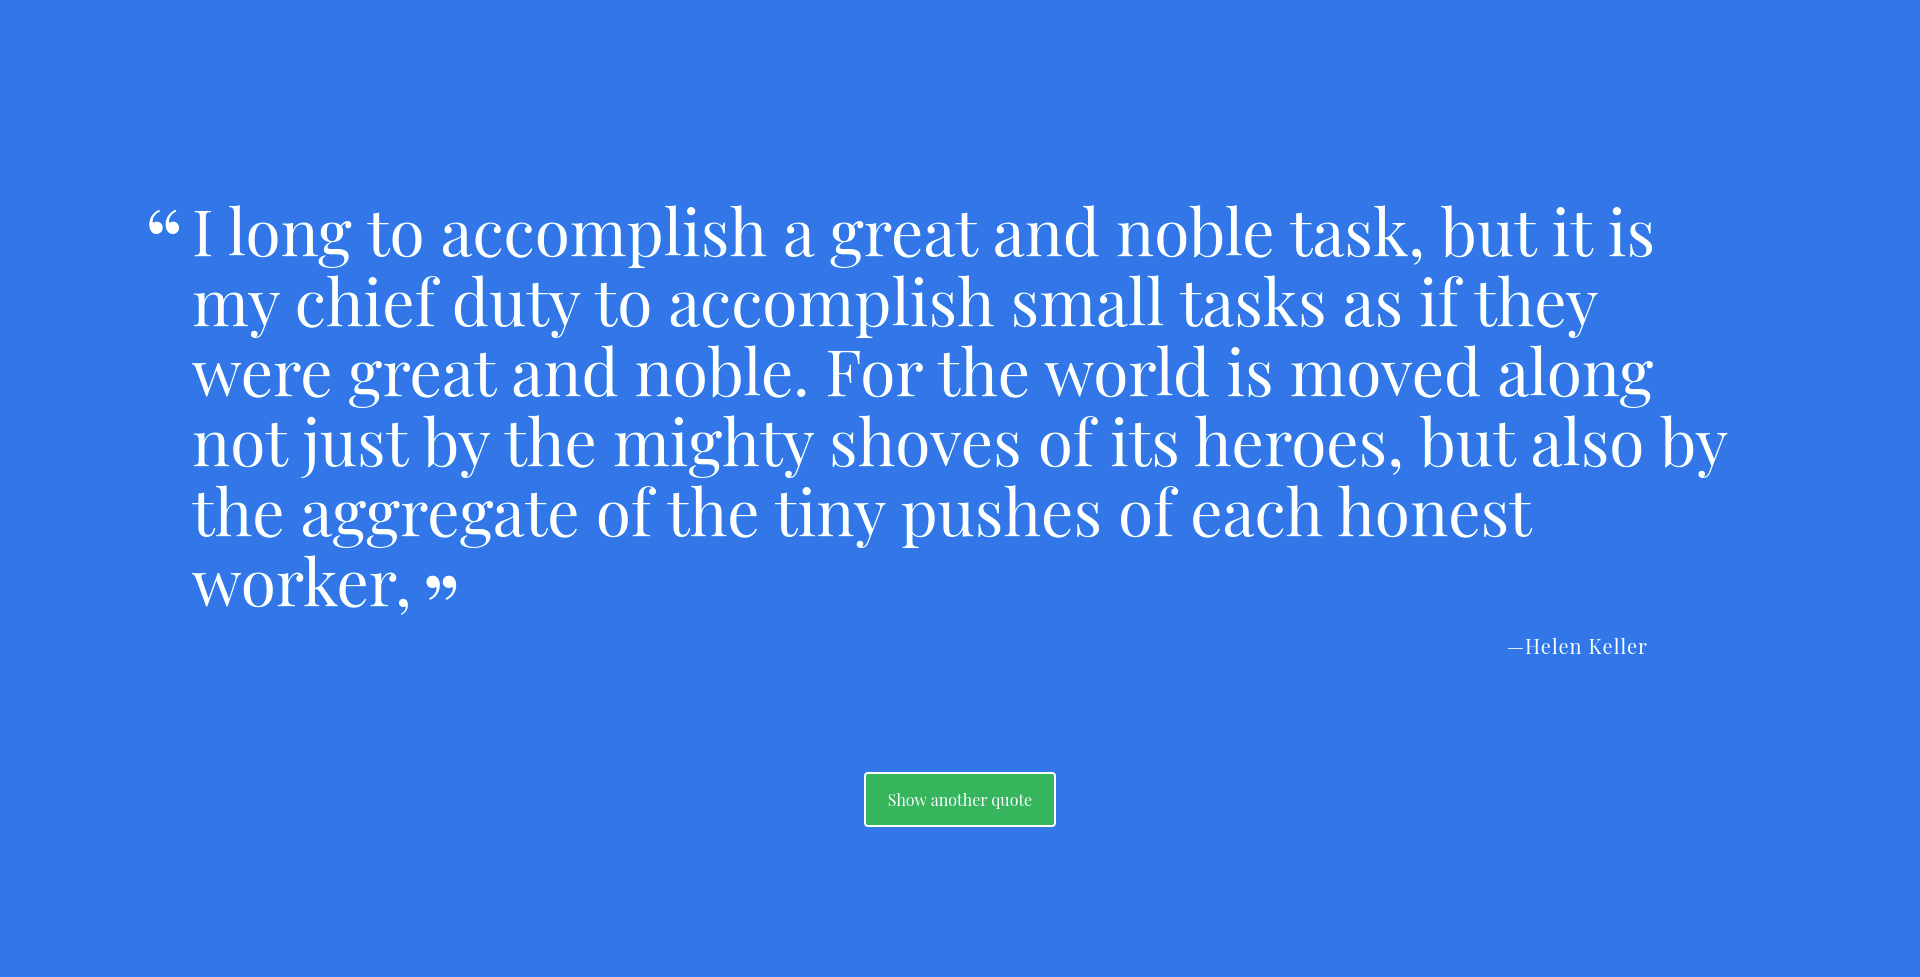 “ I long to accomplish a great and noble task, but it is
my chief duty to accomplish small tasks as if they
were great and noble. For the world is moved along
not just by the mighty shoves of its heroes, but also by
the aggregate of the tiny pushes of each honest
worker, ”
—Helen Keller
Show another quote